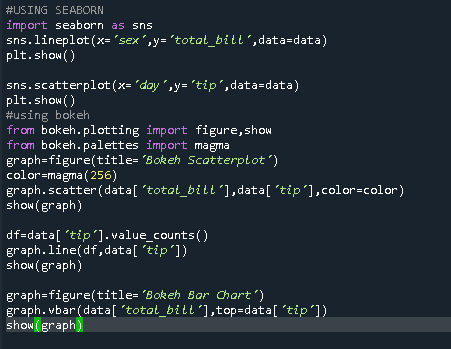 #USING SEABORN
import seaborn as sns
sns.lineplot(x='sex',y='total_bill',data=data)
plt.show()
sns.scatterplot(x='day',y='tip',data=data)
plt.show()
#using bokeh
from bokeh.plotting import figure,show
from bokeh.palettes import magma
graph=figure(title='Bokeh Scatterplot')
color=magma(256)
graph.scatter(data['total_bill'],data['tip'],color=color)
show(graph)
df=data['tip'].value_counts()
graph.line(df,data['tip'])
show(graph)
graph=figure(title='Bokeh Bar Chart')
graph.vbar(data['total_bill'],top=data['tip'])
show(graph)